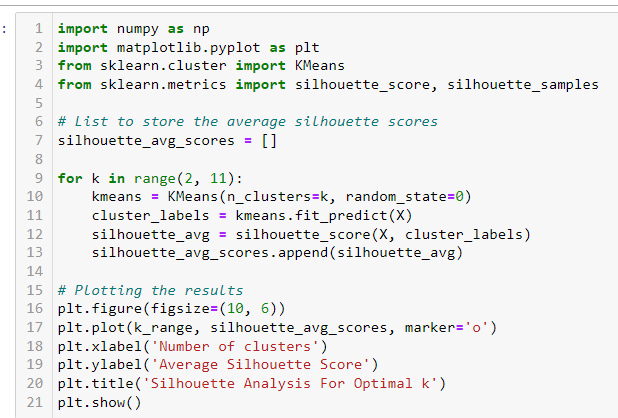 :
1 import numpy as np
2 import matplotlib.pyplot as plt
3 from sklearn.cluster import KMeans
4 from sklearn.metrics import silhouette_score, silhouette_samples
5
6 # List to store the average silhouette scores
7 silhouette_avg_scores = []
8
9 for k in range(2, 11):
10     kmeans = KMeans(n_clusters=k, random_state=0)
11     cluster_labels = kmeans.fit_predict(X)
12     silhouette_avg = silhouette_score(X, cluster_labels)
13     silhouette_avg_scores.append(silhouette_avg)
14
15 # Plotting the results
16 plt.figure(figsize=(10, 6))
17 plt.plot(k_range, silhouette_avg_scores, marker='o')
18 plt.xlabel('Number of clusters')
19 plt.ylabel('Average Silhouette Score')
20 plt.title('Silhouette Analysis For Optimal k')
21 plt.show()